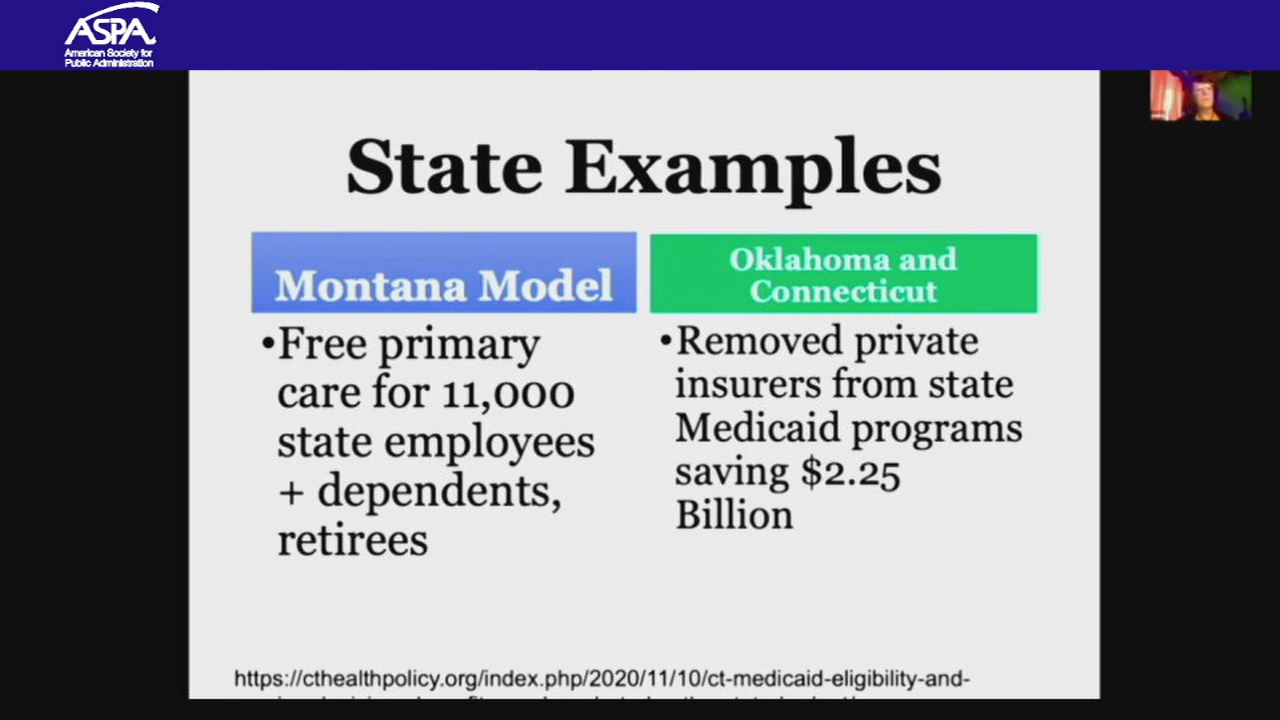 ASPA
American Society for
Public Administration
State Examples
Montana Model
•Free primary
care for 11,000
state employees
+ dependents,
retirees
Oklahoma and
Connecticut
•Removed private
insurers from state
Medicaid programs
saving $2.25
Billion
https://cthealthpolicy.org/index.php/2020/11/10/ct-medicaid-eligibility-and-